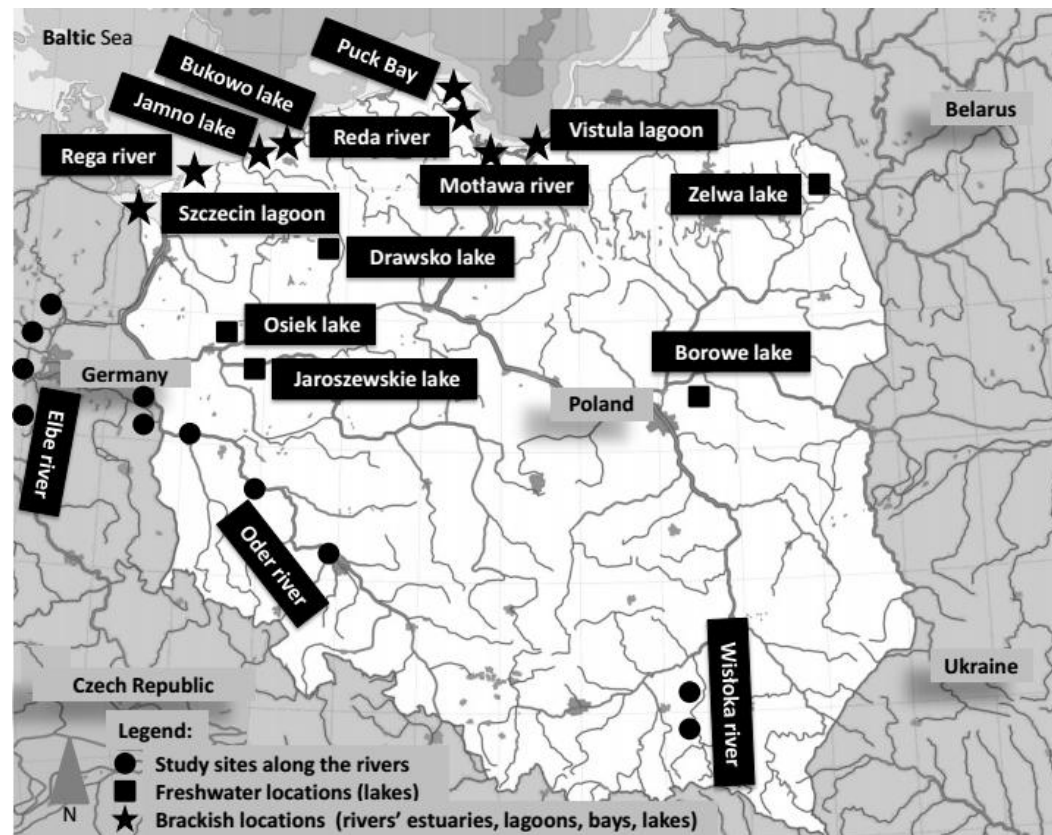 Baltic Sea
Puck Bay
Bukowo lake
Jamno lake
Belarus
Reda river
Vistula lagoon
Rega river
Motława river
Zelwa lake
Szczecin lagoon
Drawsko lake
Osiek lake
Borowe lake
Germany
Jaroszewskie lake
Poland
Elbe river
Oder river
Wisłoka river
Ukraine
Czech Republic
Legend:
Study sites along the rivers
Freshwater locations (lakes)
N
Brackish locations (rivers' estuaries, lagoons, bays, lakes)